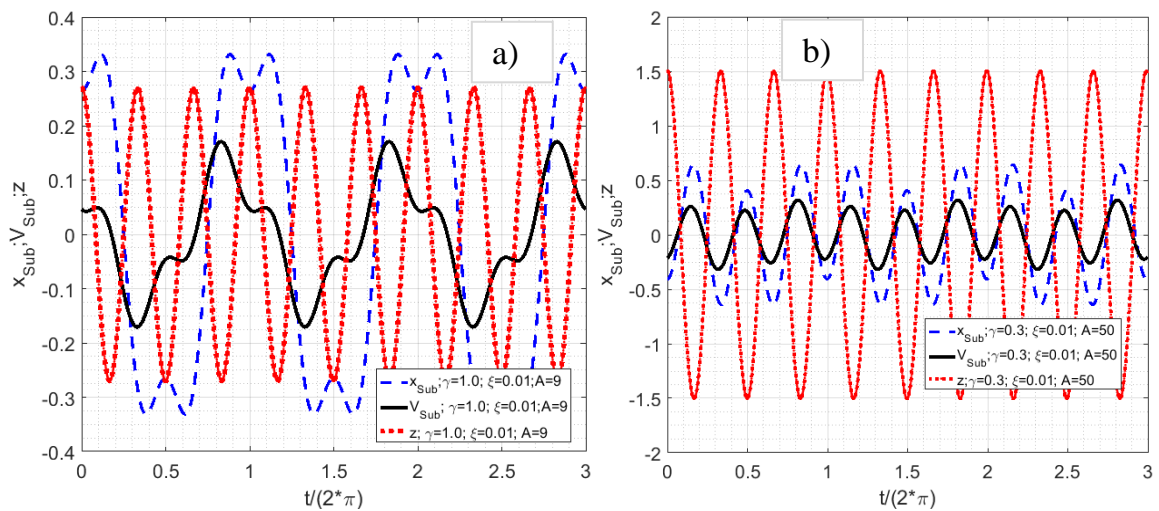 a)
0.4
0.3
0.2
0.1
0
-0.1
-0.2
-0.3
-0.4
x_Sub;V_Sub;z
0 0.5 1 1.5 2 2.5 3
t/(2*π)
x_Sub;γ=1.0; ξ=0.01;A=9
V_Sub; γ=1.0; ξ=0.01;A=9
z; γ=1.0; ξ=0.01; A=9
b)
2
1.5
1
0.5
0
-0.5
-1
-1.5
-2
x_Sub;V_Sub,z
0 0.5 1 1.5 2 2.5 3
t/(2*π)
x_Sub;γ=0.3; ξ=0.01; A=50
V_Sub;γ=0.3; ξ=0.01; A=50
z;γ=0.3; ξ=0.01; A=50